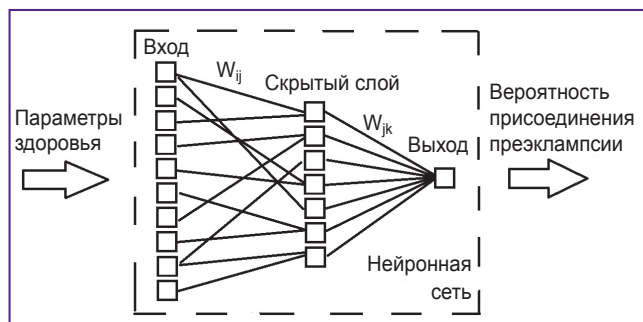 Вход
W_ij
Скрытый слой
W_jk
Выход
Параметры
здоровья
Вероятность
присоединения
преэклампсии
Нейронная
сеть